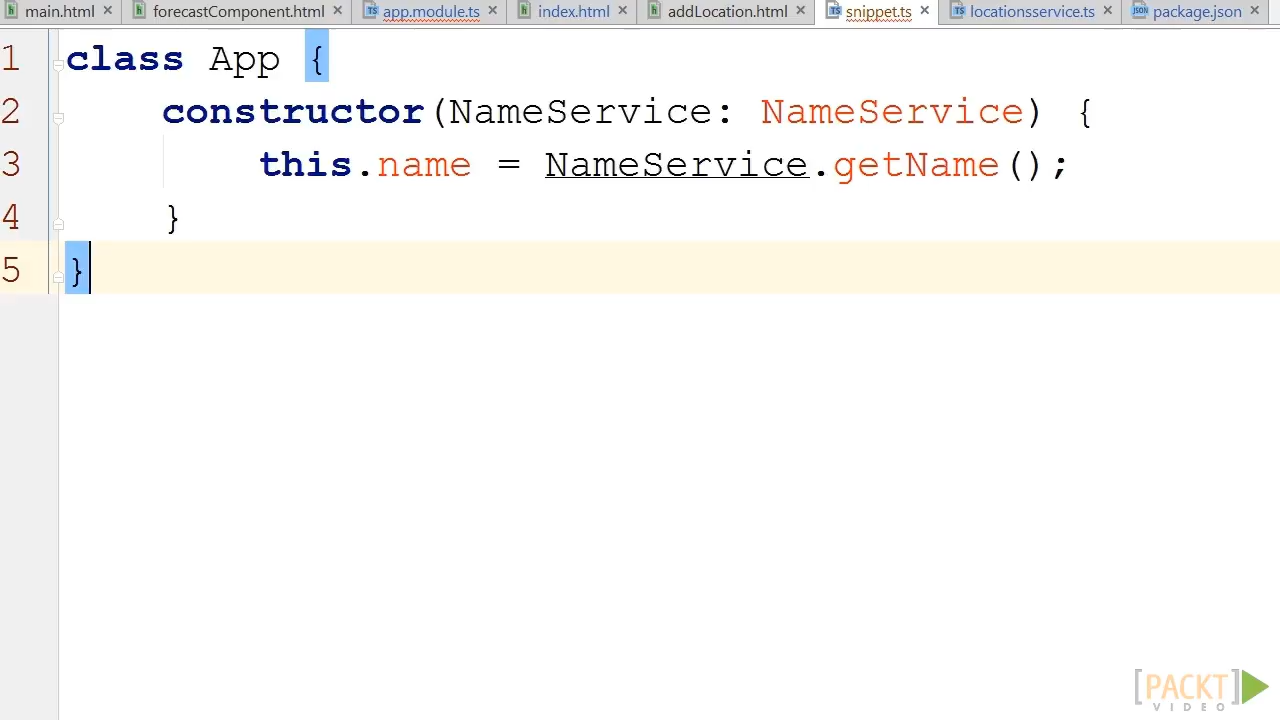 main.html forecastComponent.html app.module.ts index.html addLocation.html snippet.ts locationsservice.ts package.json
1 class App {
2 constructor(NameService: NameService) {
3 this.name = NameService.getName();
4 }
5 }
[PACKT]
VIDEO